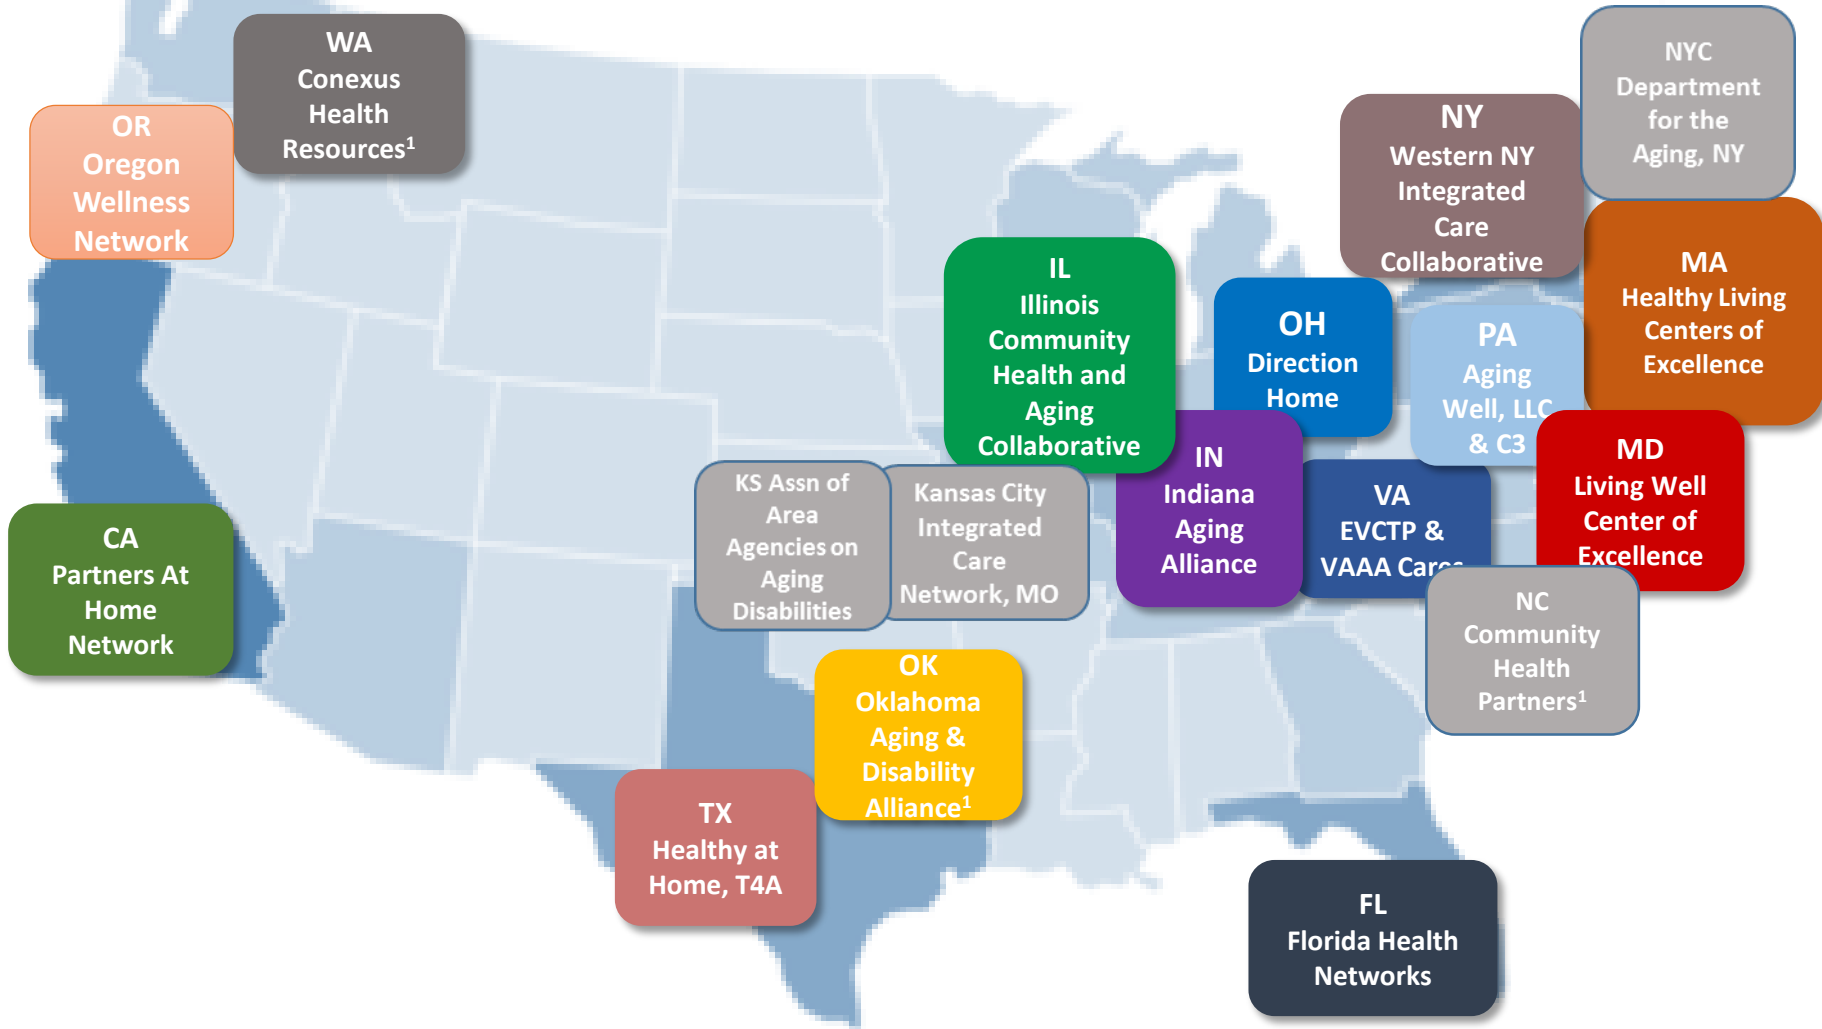 WA
Conexus
Health
Resources¹
OR
Oregon
Wellness
Network
NYC
Department
for the
Aging, NY
NY
Western NY
Integrated
Care
Collaborative
MA
Healthy Living
Centers of
Excellence
IL
Illinois
Community
Health and
Aging
Collaborative
OH
Direction
Home
PA
Aging
Well, LLC
& C3
MD
Living Well
Center of
Excellence
IN
Indiana
Aging
Alliance
VA
EVCTP &
VAAA Cares
KS Assn of
Area
Agencies on
Aging
Disabilities
Kansas City
Integrated
Care
Network, MO
CA
Partners At
Home
Network
NC
Community
Health
Partners¹
OK
Oklahoma
Aging &
Disability
Alliance¹
TX
Healthy at
Home, T4A
FL
Florida Health
Networks